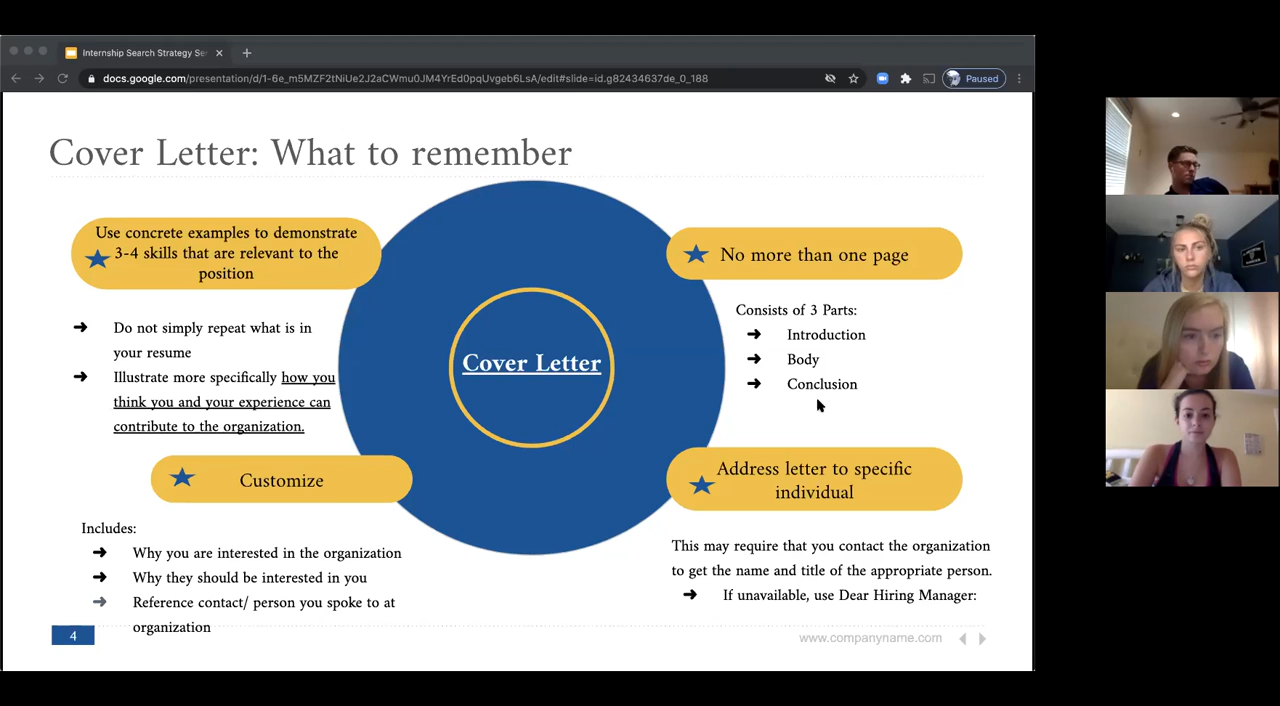 Internship Search Strategy Ser
docs.google.com/presentation/d/1-6e_m5MZF2tNiUe2J2aCWmu0JM4YrEd0pqUvgeb6LsA/edit#slide=id.g82434637de_0_188
Paused
Cover Letter: What to remember
Use concrete examples to demonstrate
3-4 skills that are relevant to the
position
➔ Do not simply repeat what is in
your resume
➔ Illustrate more specifically how you
think you and your experience can
contribute to the organization.
Customize
Includes:
➔ Why you are interested in the organization
➔ Why they should be interested in you
➔ Reference contact/ person you spoke to at
organization
Cover Letter
No more than one page
Consists of 3 Parts:
➔ Introduction
➔ Body
➔ Conclusion
Address letter to specific
individual
This may require that you contact the organization
to get the name and title of the appropriate person.
➔ If unavailable, use Dear Hiring Manager:
4
www.companyname.com